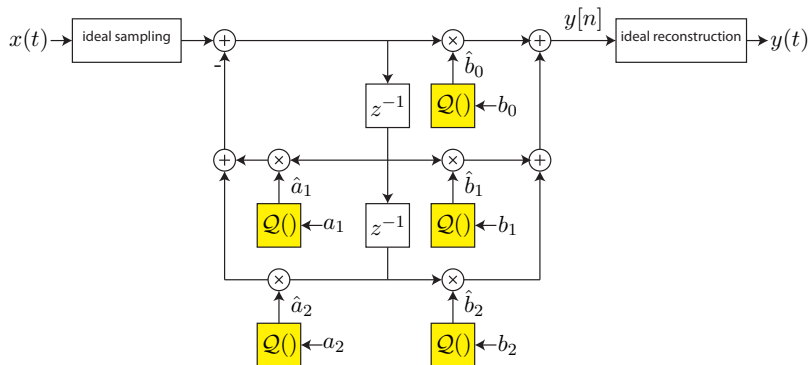 x(t) ideal sampling + × + y[n] ideal reconstruction y(t)
-
b̂₀
z⁻¹ Q() b₀
+ × × +
â₁ b̂₁
Q() a₁ z⁻¹ Q() b₁
× ×
â₂ b̂₂
Q() a₂ Q() b₂